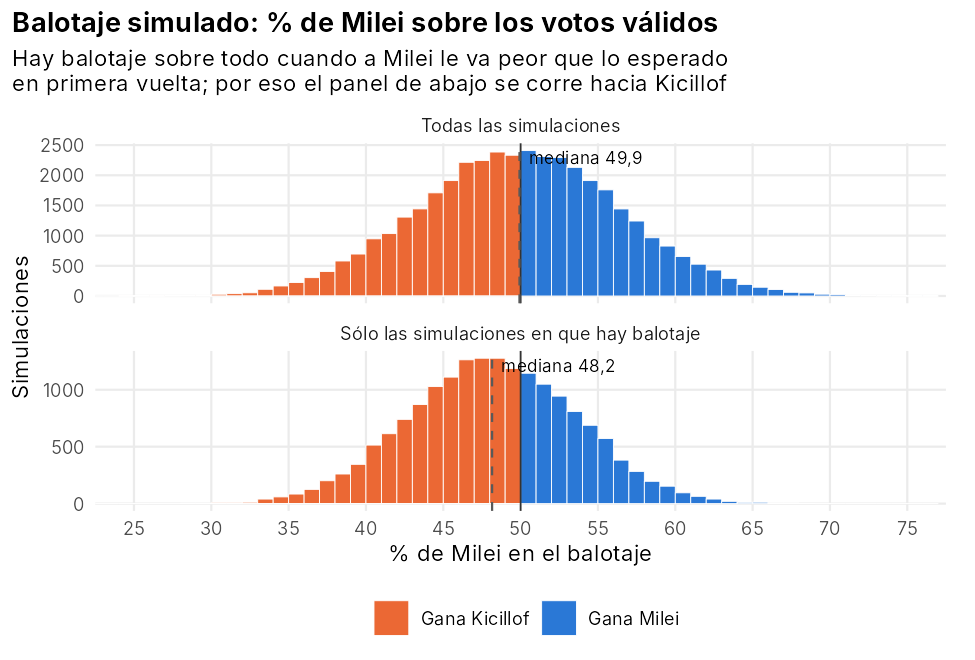 Balotaje simulado: % de Milei sobre los votos válidos
Hay balotaje sobre todo cuando a Milei le va peor que lo esperado
en primera vuelta; por eso el panel de abajo se corre hacia Kicillof
Todas las simulaciones
2500
2000
1500
1000
500
0
mediana 49,9
Simulaciones
Sólo las simulaciones en que hay balotaje
1000
500
0
mediana 48,2
25 30 35 40 45 50 55 60 65 70 75
% de Milei en el balotaje
Gana Kicillof Gana Milei